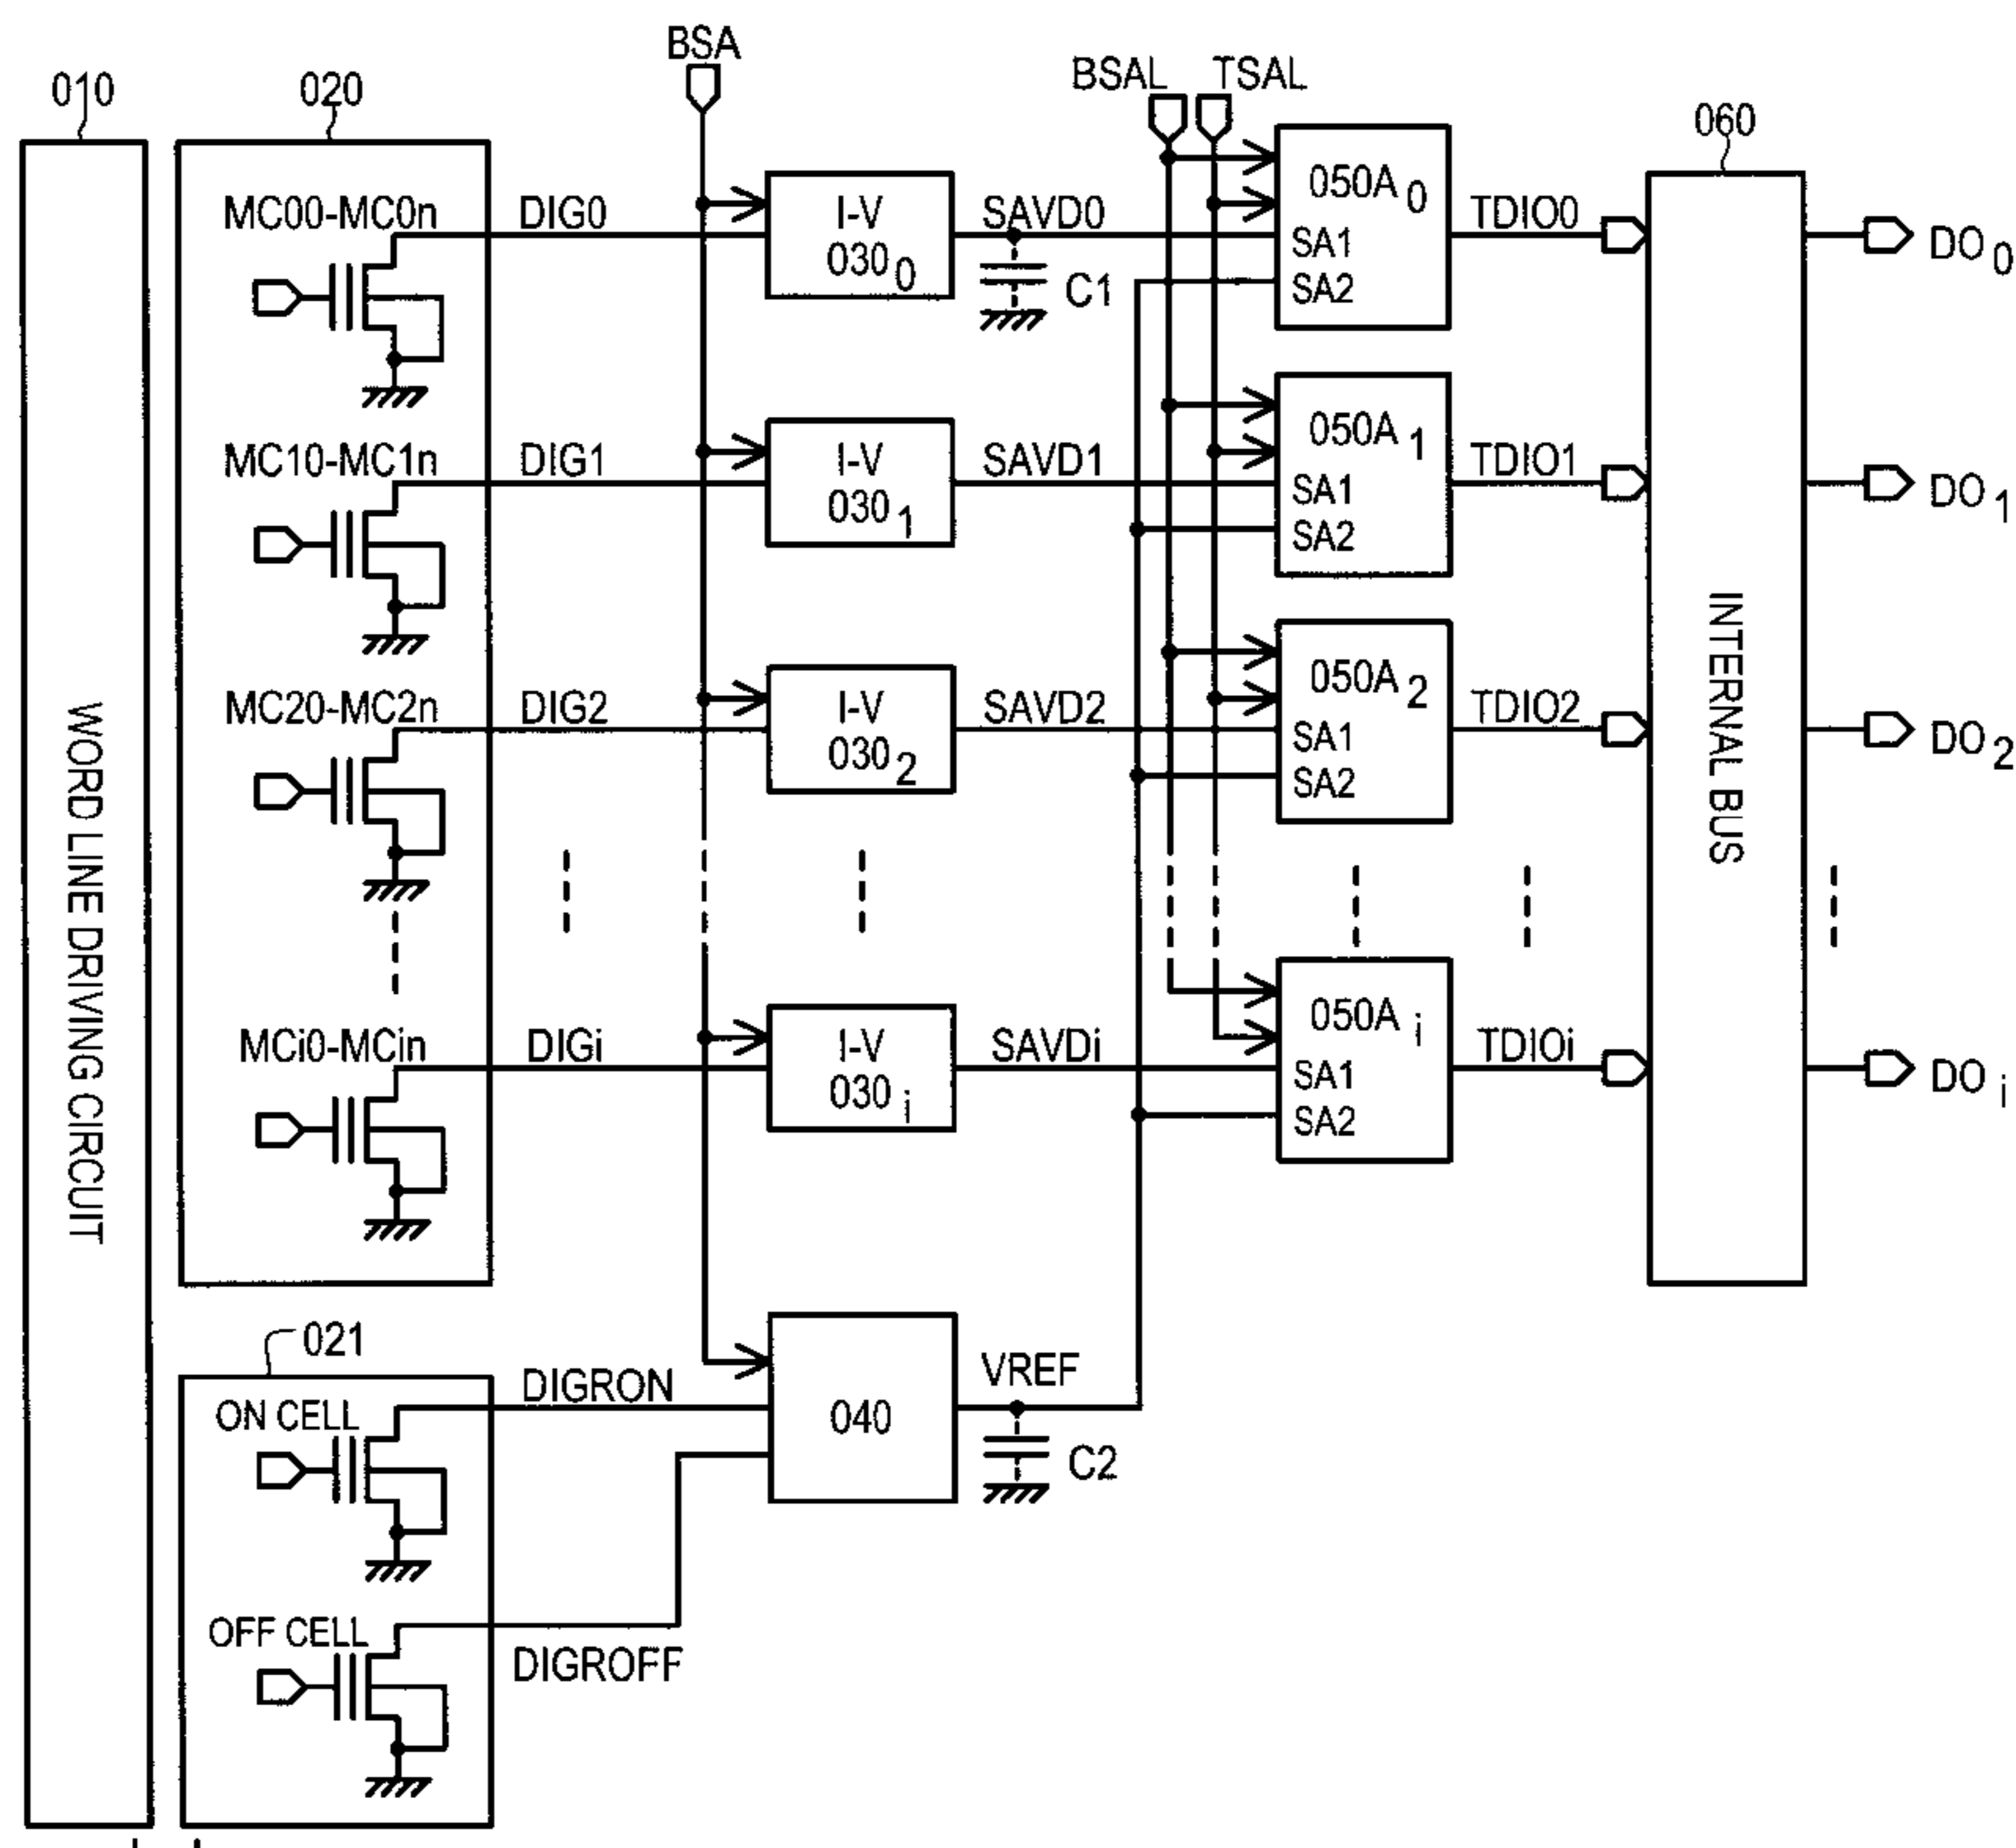 BSA
BSAL TSAL
010
020
060
MC00-MC0n
DIG0
I-V
030 0
SAVD0
C1
050A 0
SA1
SA2
TDIO0
DO 0
MC10-MC1n
DIG1
I-V
030 1
SAVD1
050A 1
SA1
SA2
TDIO1
DO 1
MC20-MC2n
DIG2
I-V
030 2
SAVD2
050A 2
SA1
SA2
TDIO2
DO 2
MCi0-MCin
DIGi
I-V
030 i
SAVDi
050A i
SA1
SA2
TDIOi
DO i
WORD LINE DRIVING CIRCUIT
INTERNAL BUS
021
ON CELL
DIGRON
040
VREF
C2
OFF CELL
DIGROFF